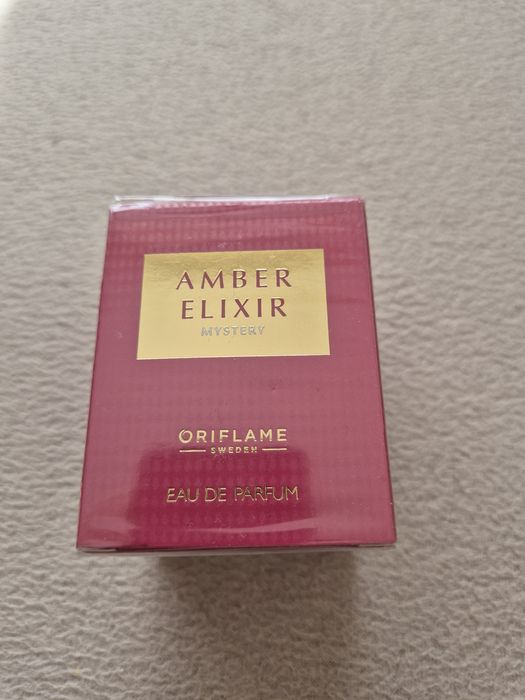 AMBER
ELIXIR
MYSTERY
ORIFLAME
SWEDEN
EAU DE PARFUM